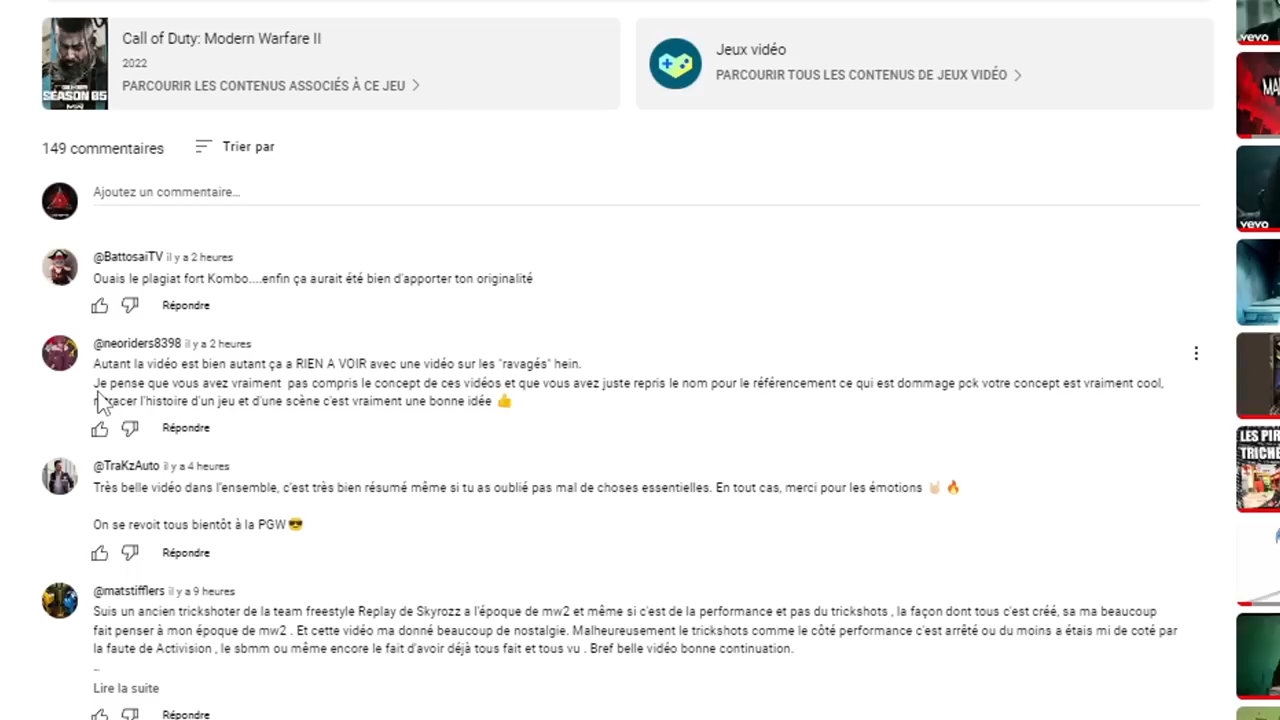 Call of Duty: Modern Warfare II
2022
PARCOURIR LES CONTENUS ASSOCIÉS À CE JEU
SEASON 05
Jeux vidéo
PARCOURIR TOUS LES CONTENUS DE JEUX VIDÉO
vevo
149 commentaires
Trier par
Ajoutez un commentaire...
vevo
@BattosaiTV il y a 2 heures
Ouais le plagiat fort Kombo....enfin ça aurait été bien d'apporter ton originalité
Répondre
@neoriders8398 il y a 2 heures
Autant la vidéo est bien autant ça a RIEN A VOIR avec une vidéo sur les "ravagés" hein.
Je pense que vous avez vraiment pas compris le concept de ces vidéos et que vous avez juste repris le nom pour le référencement ce qui est dommage pck votre concept est vraiment cool,
retracer l'histoire d'un jeu et d'une scène c'est vraiment une bonne idée 👍
Répondre
LES PIR
TRICHE
@TraKzAuto il y a 4 heures
Très belle vidéo dans l'ensemble, c'est très bien résumé même si tu as oublié pas mal de choses essentielles. En tout cas, merci pour les émotions 🤘🏻 🔥
On se revoit tous bientôt à la PGW😎
Répondre
@matstifflers il y a 9 heures
Suis un ancien trickshoter de la team freestyle Replay de Skyrozz a l'époque de mw2 et même si c'est de la performance et pas du trickshots , la façon dont tous c'est créé, sa ma beaucoup
fait penser à mon époque de mw2 . Et cette vidéo ma donné beaucoup de nostalgie. Malheureusement le trickshots comme le côté performance c'est arrêté ou du moins a étais mi de coté par
la faute de Activision , le sbmm ou même encore le fait d'avoir déjà tous fait et tous vu . Bref belle vidéo bonne continuation.
Lire la suite
Répondre